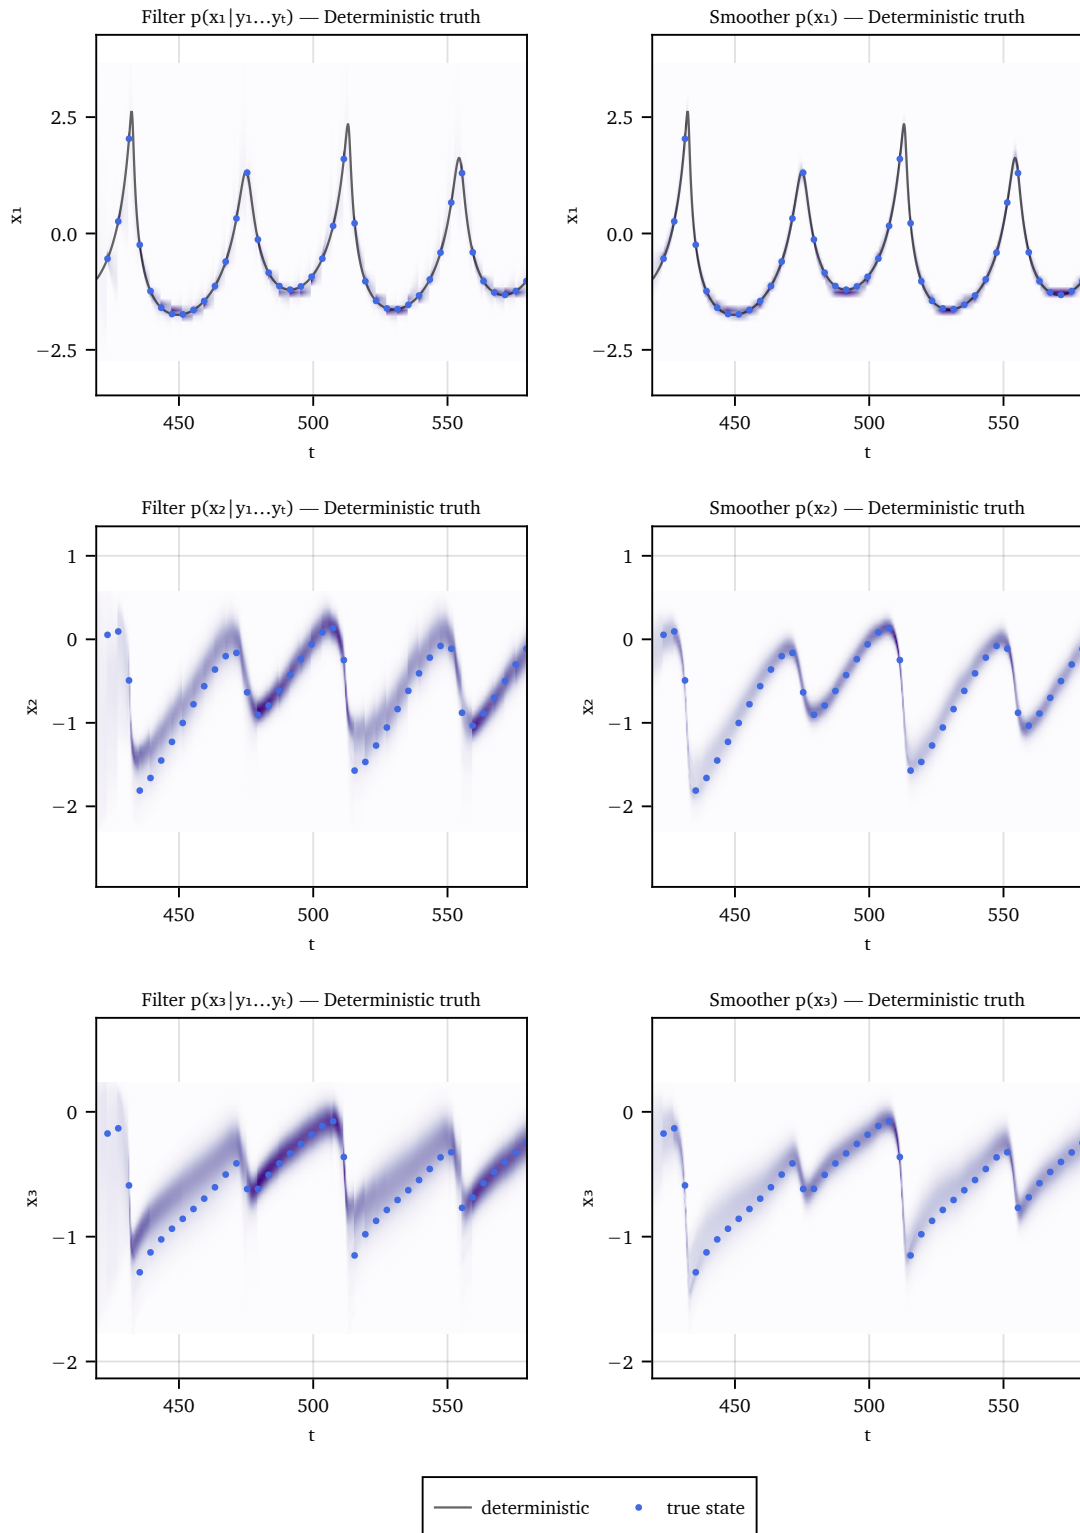 Filter p(x₁|y₁…yₜ) — Deterministic truth
Smoother p(x₁) — Deterministic truth
2.5
0.0
−2.5
x₁
450
500
550
t
2.5
0.0
−2.5
x₁
450
500
550
t
Filter p(x₂|y₁…yₜ) — Deterministic truth
Smoother p(x₂) — Deterministic truth
1
0
−1
−2
x₂
450
500
550
t
1
0
−1
−2
x₂
450
500
550
t
Filter p(x₃|y₁…yₜ) — Deterministic truth
Smoother p(x₃) — Deterministic truth
0
−1
−2
x₃
450
500
550
t
0
−1
−2
x₃
450
500
550
t
deterministic
true state